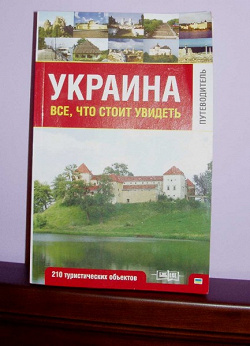 УКРАИНА
ВСЕ, ЧТО СТОИТ УВИДЕТЬ
ПУТЕВОДИТЕЛЬ
210 туристических объектов